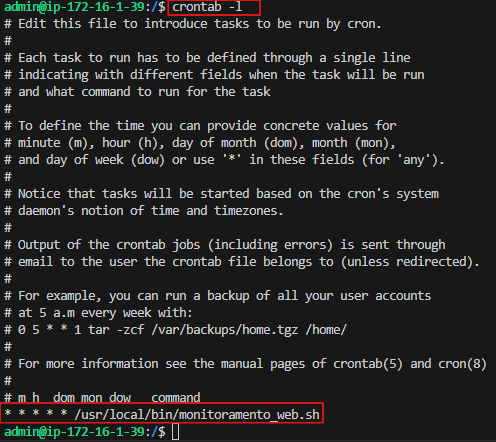 admin@ip-172-16-1-39:/$ crontab -l
# Edit this file to introduce tasks to be run by cron.
#
# Each task to run has to be defined through a single line
# indicating with different fields when the task will be run
# and what command to run for the task
#
# To define the time you can provide concrete values for
# minute (m), hour (h), day of month (dom), month (mon),
# and day of week (dow) or use '*' in these fields (for 'any').
#
# Notice that tasks will be started based on the cron's system
# daemon's notion of time and timezones.
#
# Output of the crontab jobs (including errors) is sent through
# email to the user the crontab file belongs to (unless redirected).
#
# For example, you can run a backup of all your user accounts
# at 5 a.m every week with:
# 0 5 * * 1 tar -zcf /var/backups/home.tgz /home/
#
# For more information see the manual pages of crontab(5) and cron(8)
#
# m h  dom mon dow   command
* * * * * /usr/local/bin/monitoramento_web.sh
admin@ip-172-16-1-39:/$